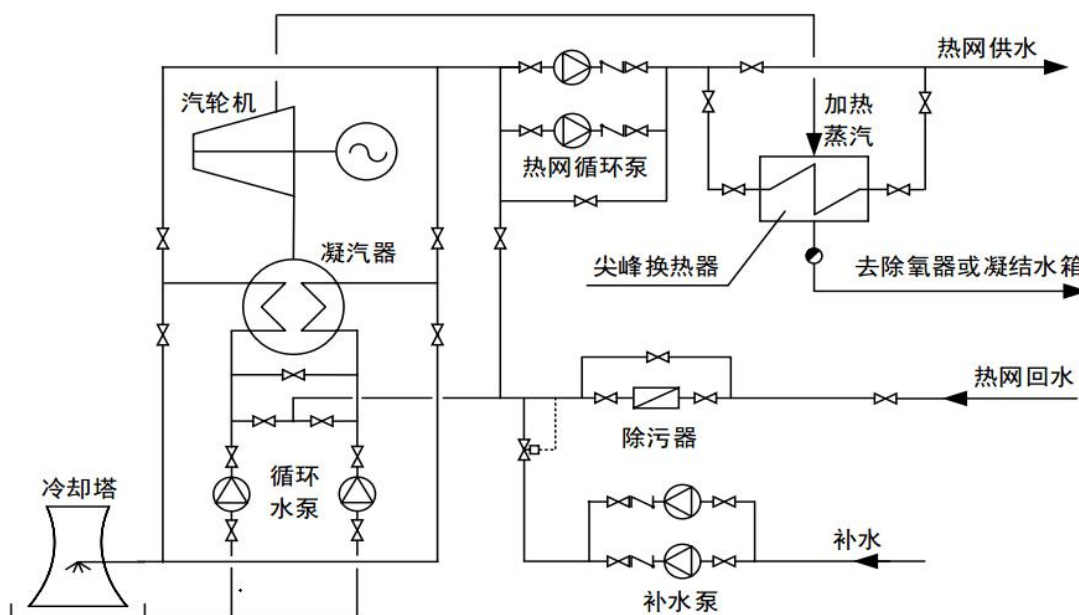 热网供水
汽轮机
加热
蒸汽
热网循环泵
凝汽器
尖峰换热器
去除氧器或凝结水箱
热网回水
除污器
循环
水泵
冷却塔
补水
补水泵